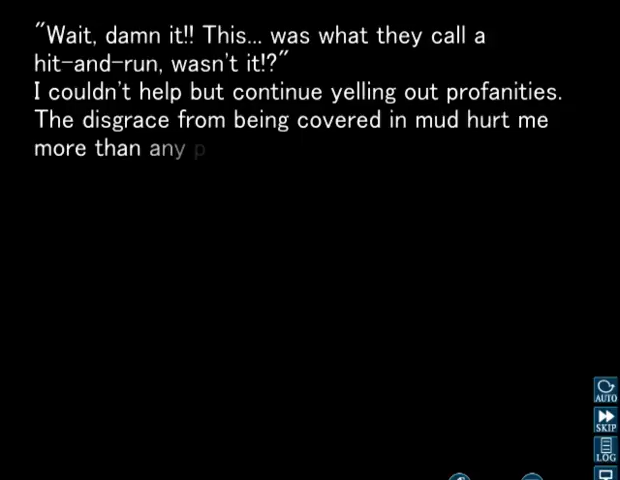 "Wait, damn it!! This... was what they call a
hit-and-run, wasn't it!?"
I couldn't help but continue yelling out profanities.
The disgrace from being covered in mud hurt me
more than any p
AUTO
SKIP
LOG